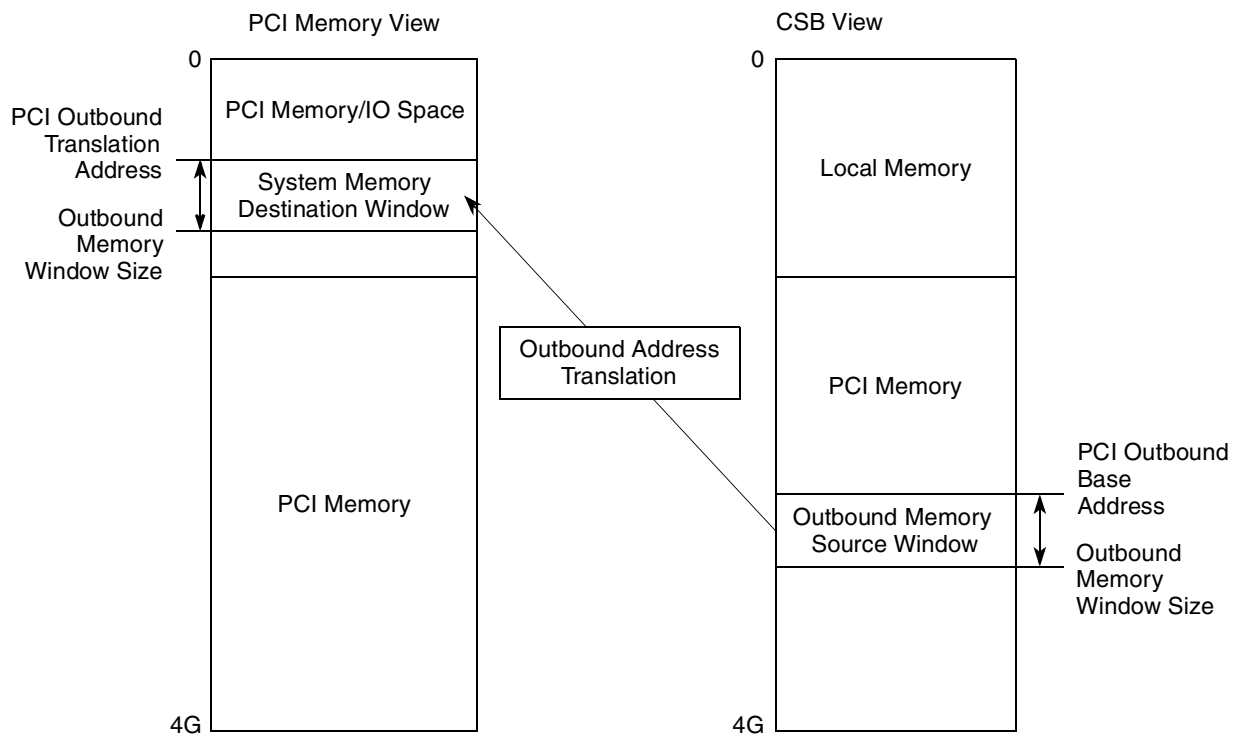 PCI Memory View
CSB View
0
0
PCI Memory/IO Space
PCI Outbound
Translation
Address
System Memory
Destination Window
Outbound
Memory
Window Size
Local Memory
Outbound Address
Translation
PCI Memory
PCI Memory
PCI Outbound
Base
Address
Outbound Memory
Source Window
Outbound
Memory
Window Size
4G
4G